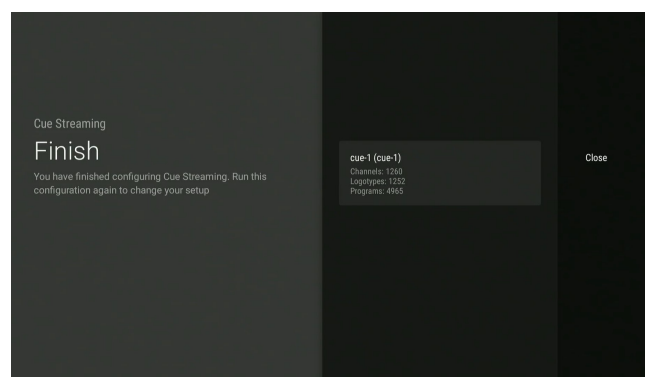 Cue Streaming
Finish
You have finished configuring Cue Streaming. Run this
configuration again to change your setup
cue-1 (cue-1)
Channels: 1260
Logotypes: 1252
Programs: 4965
Close